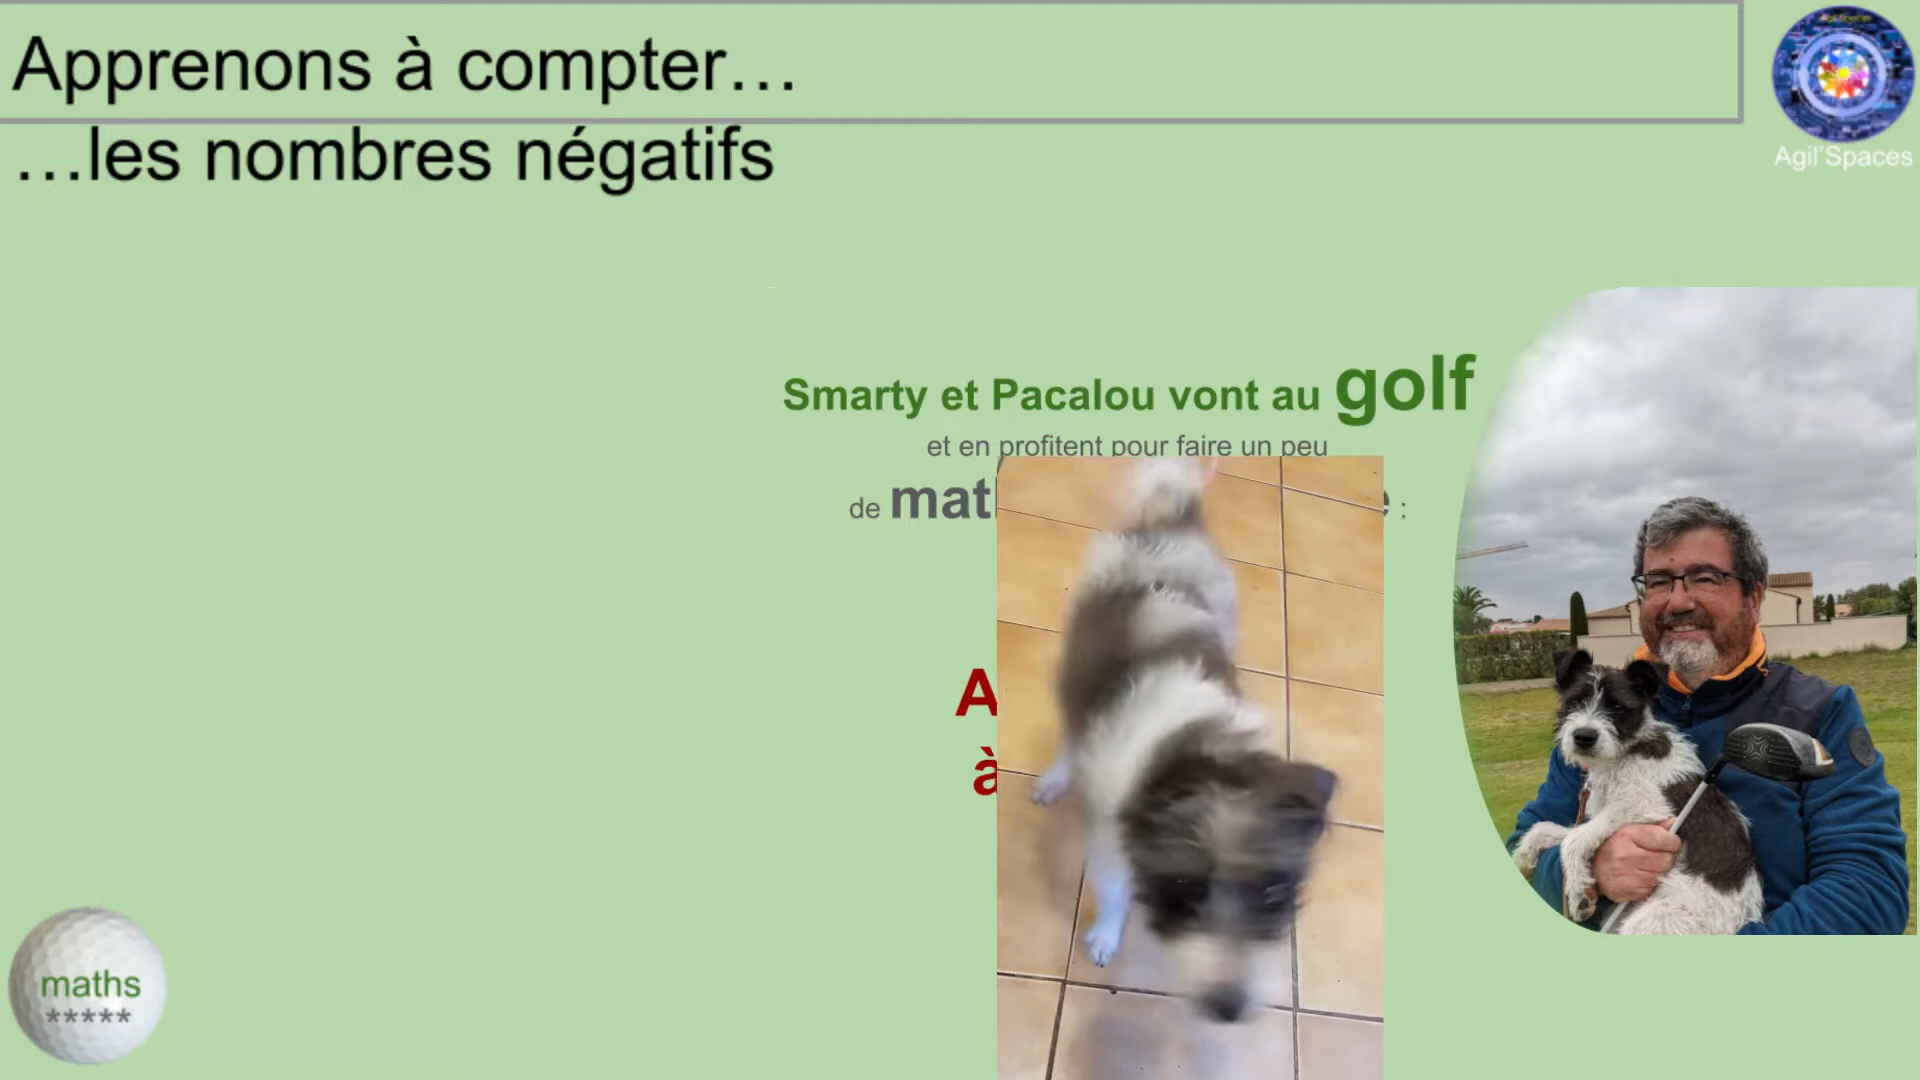 Apprenons à compter…
…les nombres négatifs
Agil'Spaces
Smarty et Pacalou vont au golf
et en profitent pour faire un peu
de :
maths
*****